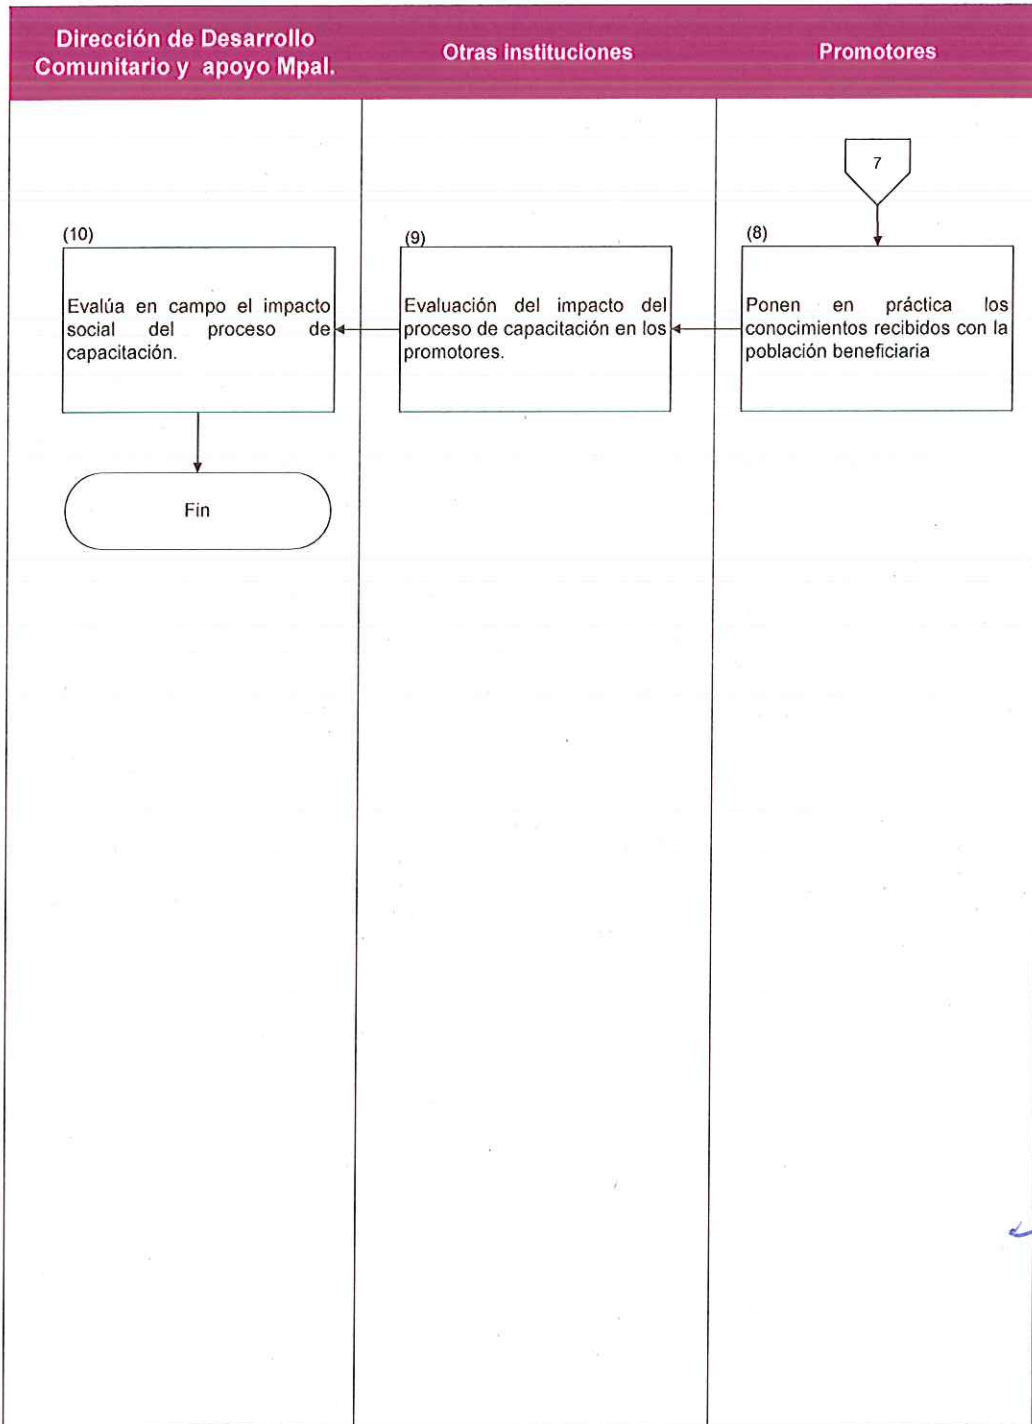 Dirección de Desarrollo
Comunitario y apoyo Mpal.
Otras instituciones
Promotores
7
(10)
Evalúa en campo el impacto
social del proceso de
capacitación.
(9)
Evaluación del impacto del
proceso de capacitación en los
promotores.
(8)
Ponen en práctica los
conocimientos recibidos con la
población beneficiaria
Fin